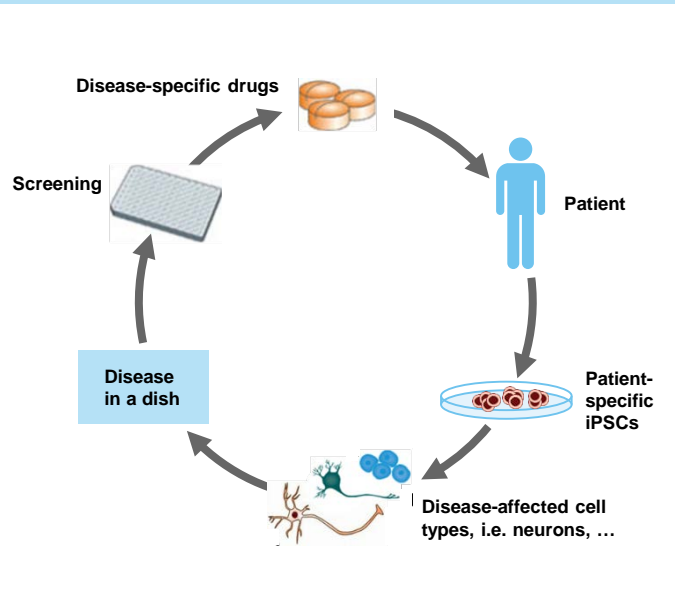 Disease-specific drugs
Screening
Patient
Disease
in a dish
Patient-
specific
iPSCs
Disease-affected cell
types, i.e. neurons, …